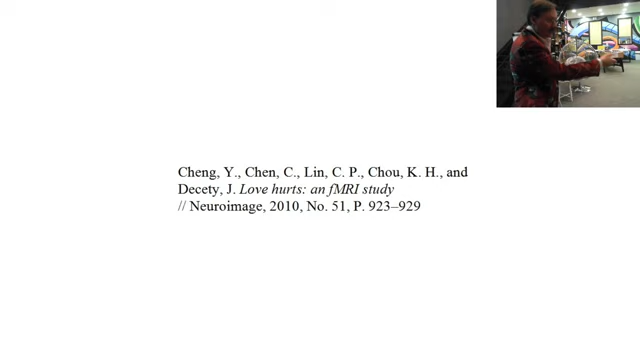 Cheng, Y., Chen, C., Lin, C. P., Chou, K. H., and
Decety, J. Love hurts: an fMRI study
// Neuroimage, 2010, No. 51, P. 923–929